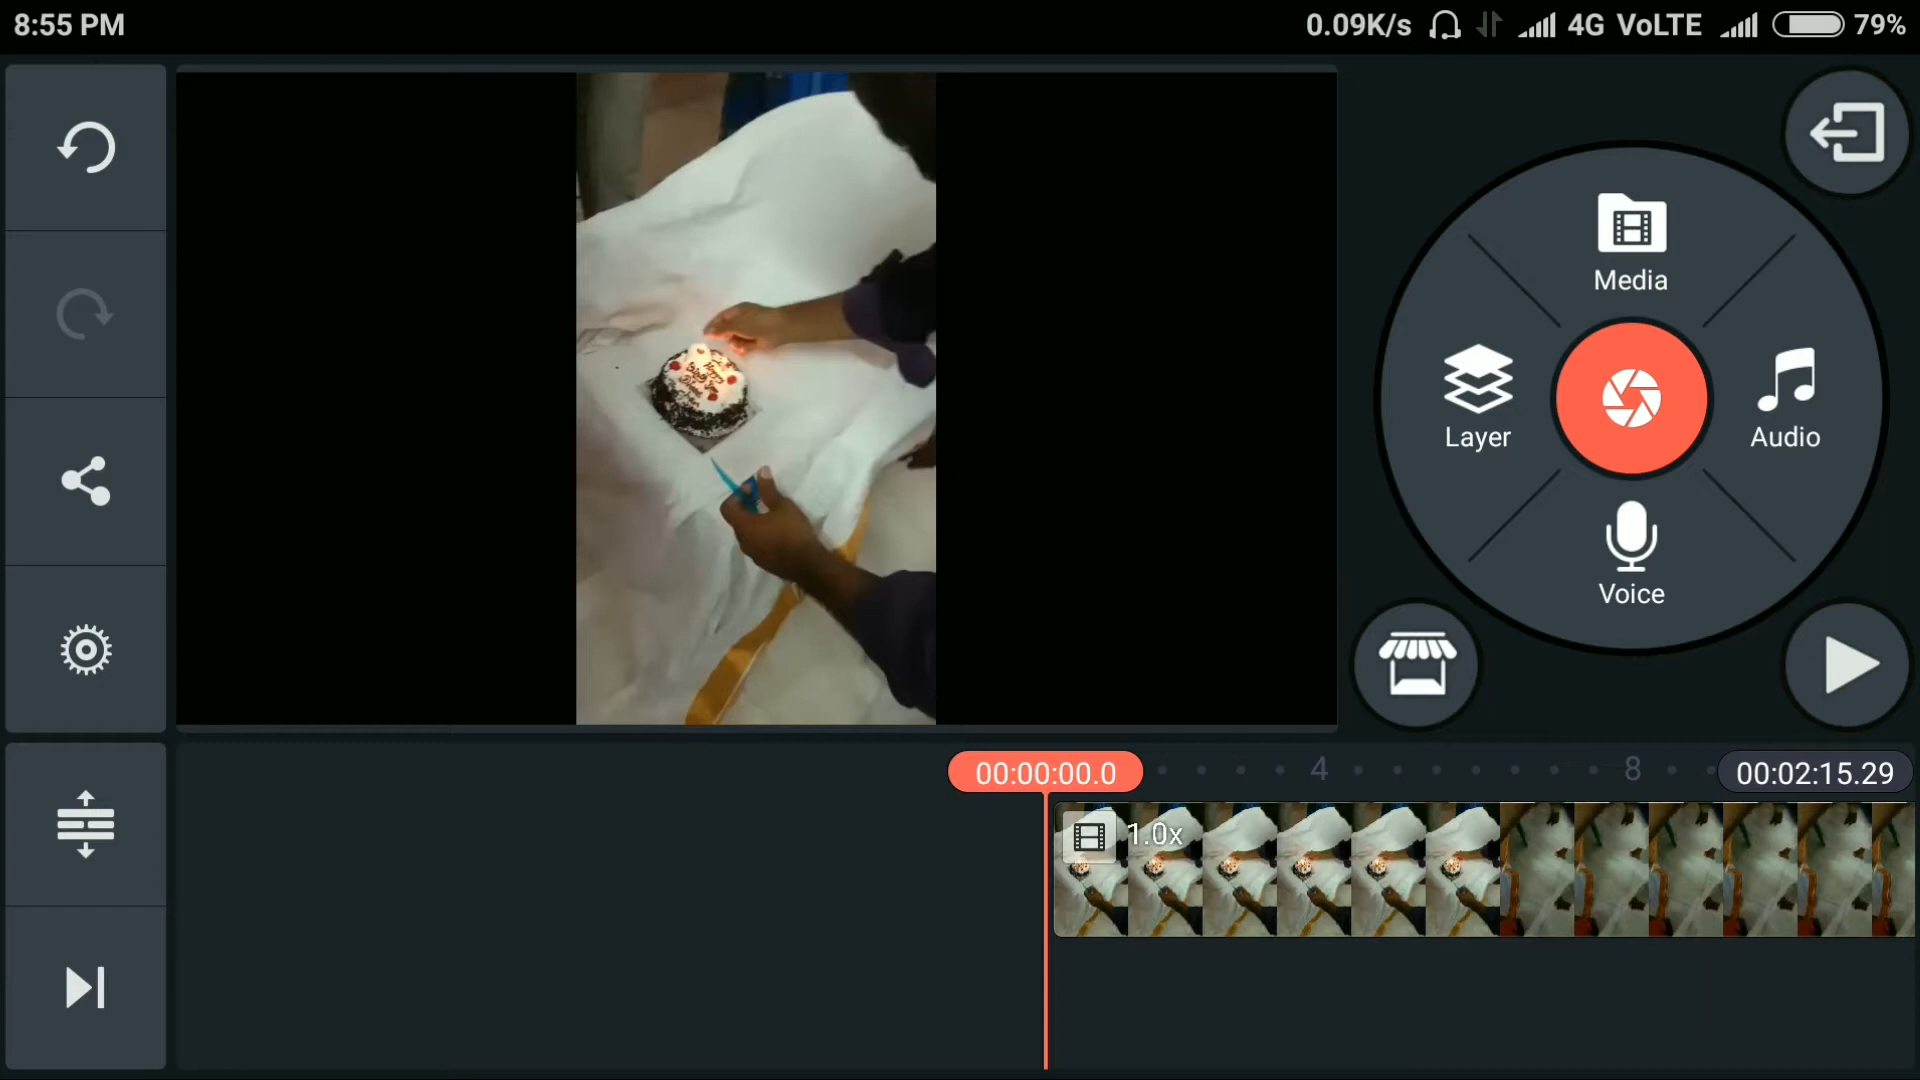 8:55 PM
0.09K/s 4G VoLTE 79%
Media
Layer
Audio
Voice
00:00:00.0
4
8
00:02:15.29
1.0x
Happy